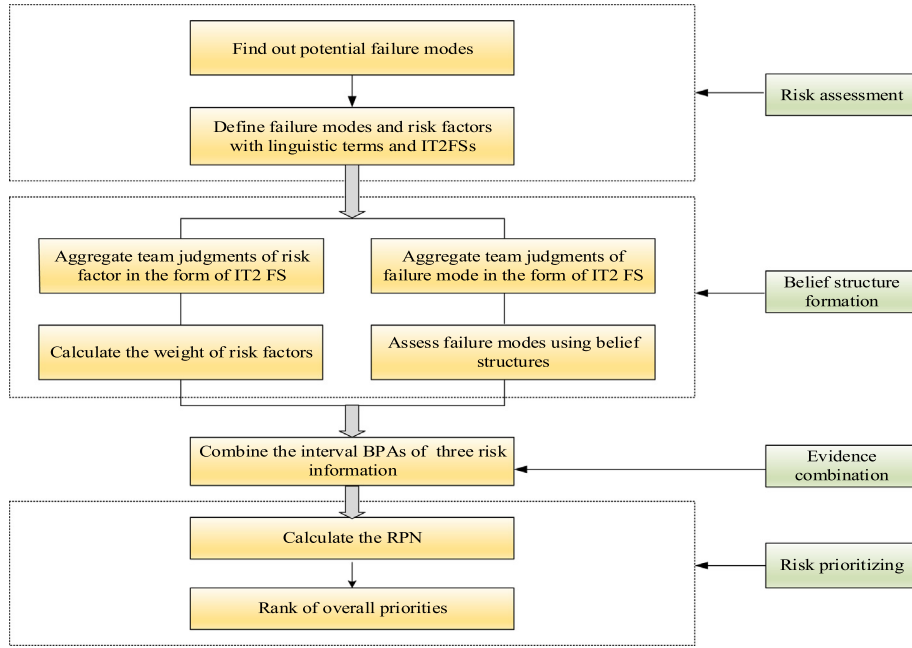 Find out potential failure modes
Define failure modes and risk factors
with linguistic terms and IT2FSs
Risk assessment
Aggregate team judgments of risk
factor in the form of IT2 FS
Aggregate team judgments of
failure mode in the form of IT2 FS
Calculate the weight of risk factors
Assess failure modes using belief
structures
Belief structure
formation
Combine the interval BPAs of three risk
information
Evidence
combination
Calculate the RPN
Rank of overall priorities
Risk prioritizing